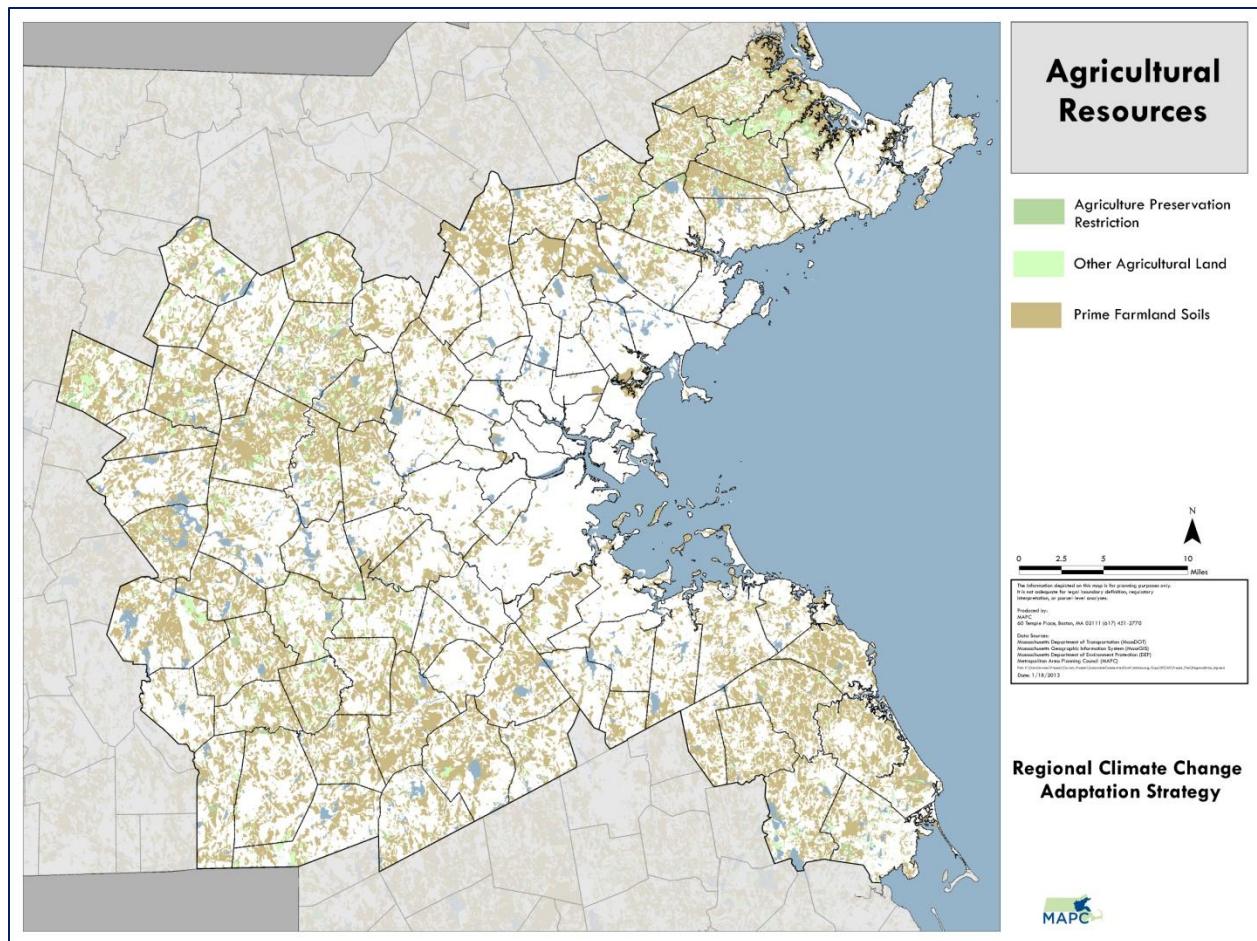 Agricultural
Resources
Agriculture Preservation
Restriction
Other Agricultural Land
Prime Farmland Soils
N
0 2.5 5 10
Miles
The information depicted on this map is for planning purposes only.
It is not adequate for legal boundary definition, regulatory
interpretation, or parcel-level analyses.
Produced by:
MAPC
60 Temple Place, Boston, MA 02111 (617) 451-2770
Data Sources:
Massachusetts Department of Transportation (MassDOT)
Massachusetts Geographic Information System (MassGIS)
Massachusetts Department of Environment Protection (DEP)
Metropolitan Area Planning Council (MAPC)
Date: 1/18/2013
Regional Climate Change
Adaptation Strategy
MAPC